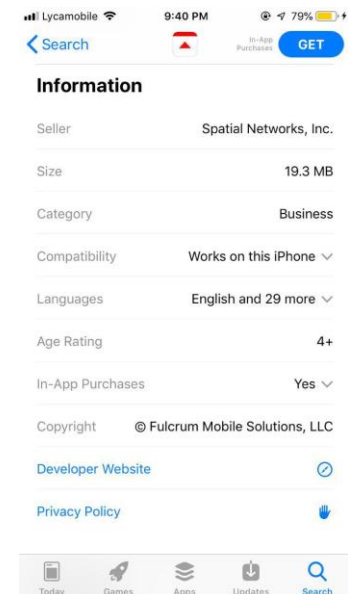 Lycamobile 9:40 PM 79%
Search In-App Purchases GET
Information
Seller Spatial Networks, Inc.
Size 19.3 MB
Category Business
Compatibility Works on this iPhone
Languages English and 29 more
Age Rating 4+
In-App Purchases Yes
Copyright © Fulcrum Mobile Solutions, LLC
Developer Website
Privacy Policy
Today Games Apps Updates Search